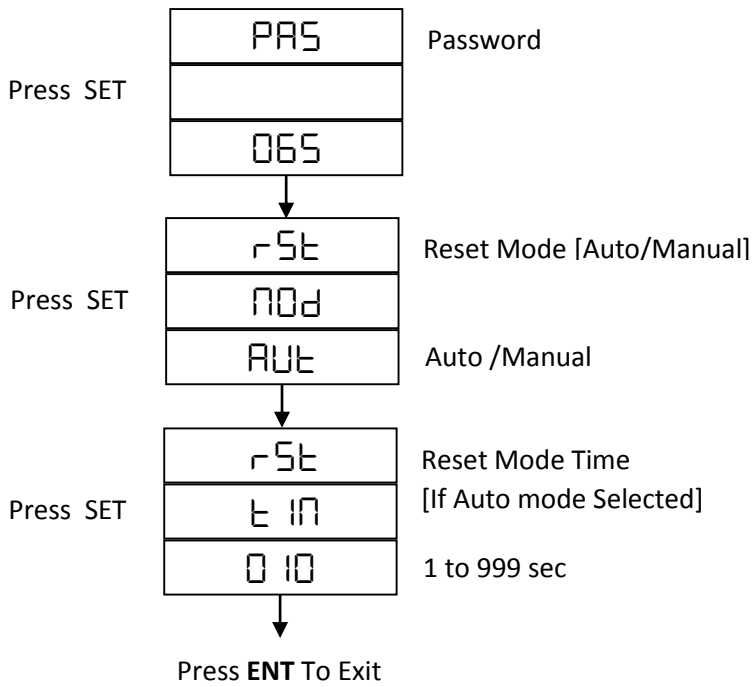 PAS Password
Press SET
065
rSt Reset Mode [Auto/Manual]
Press SET MOd
AUt Auto /Manual
rSt Reset Mode Time
[If Auto mode Selected]
Press SET tIM
010 1 to 999 sec
Press ENT To Exit